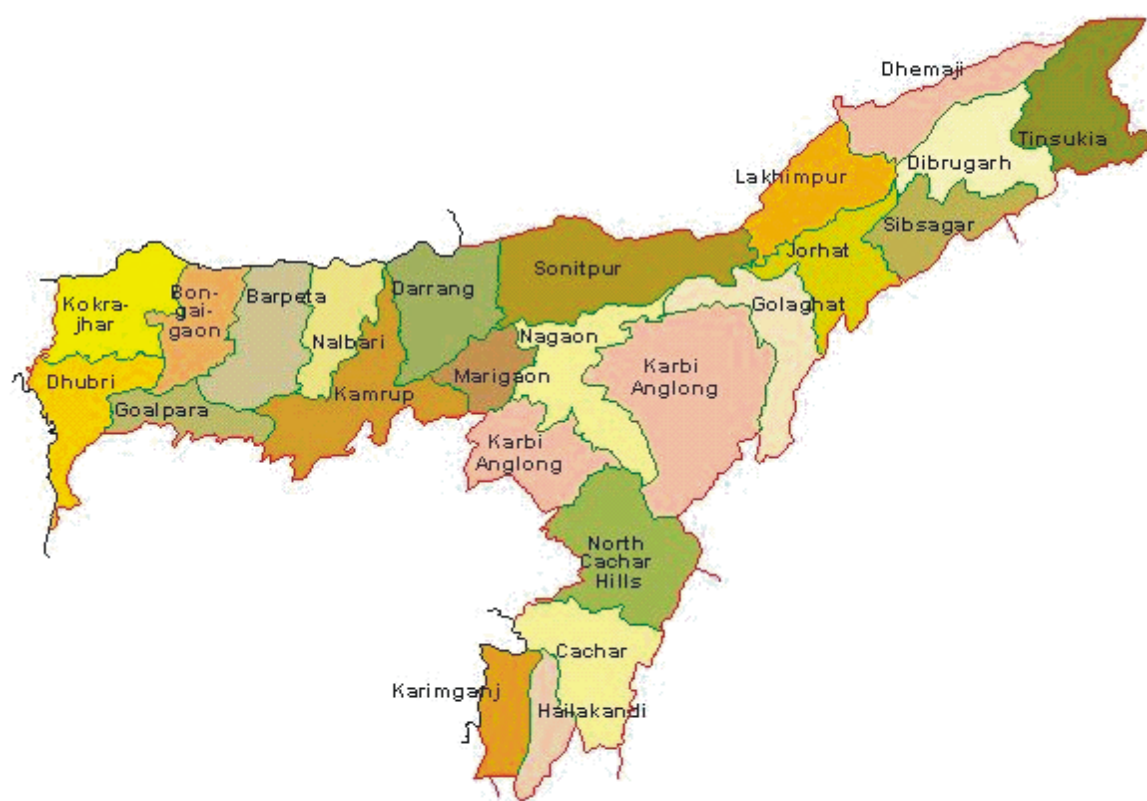 Dhemaji
Tinsukia
Dibrugarh
Lakhimpur
Sibsagar
Jorhat
Sonitpur
Golaghat
Kokra-
jhar
Bon-
gai-
gaon
Barpeta
Darrang
Nalbari
Nagaon
Dhubri
Marigaon
Karbi
Anglong
Kamrup
Goalpara
Karbi
Anglong
North
Cachar
Hills
Cachar
Karimganj
Hailakandi